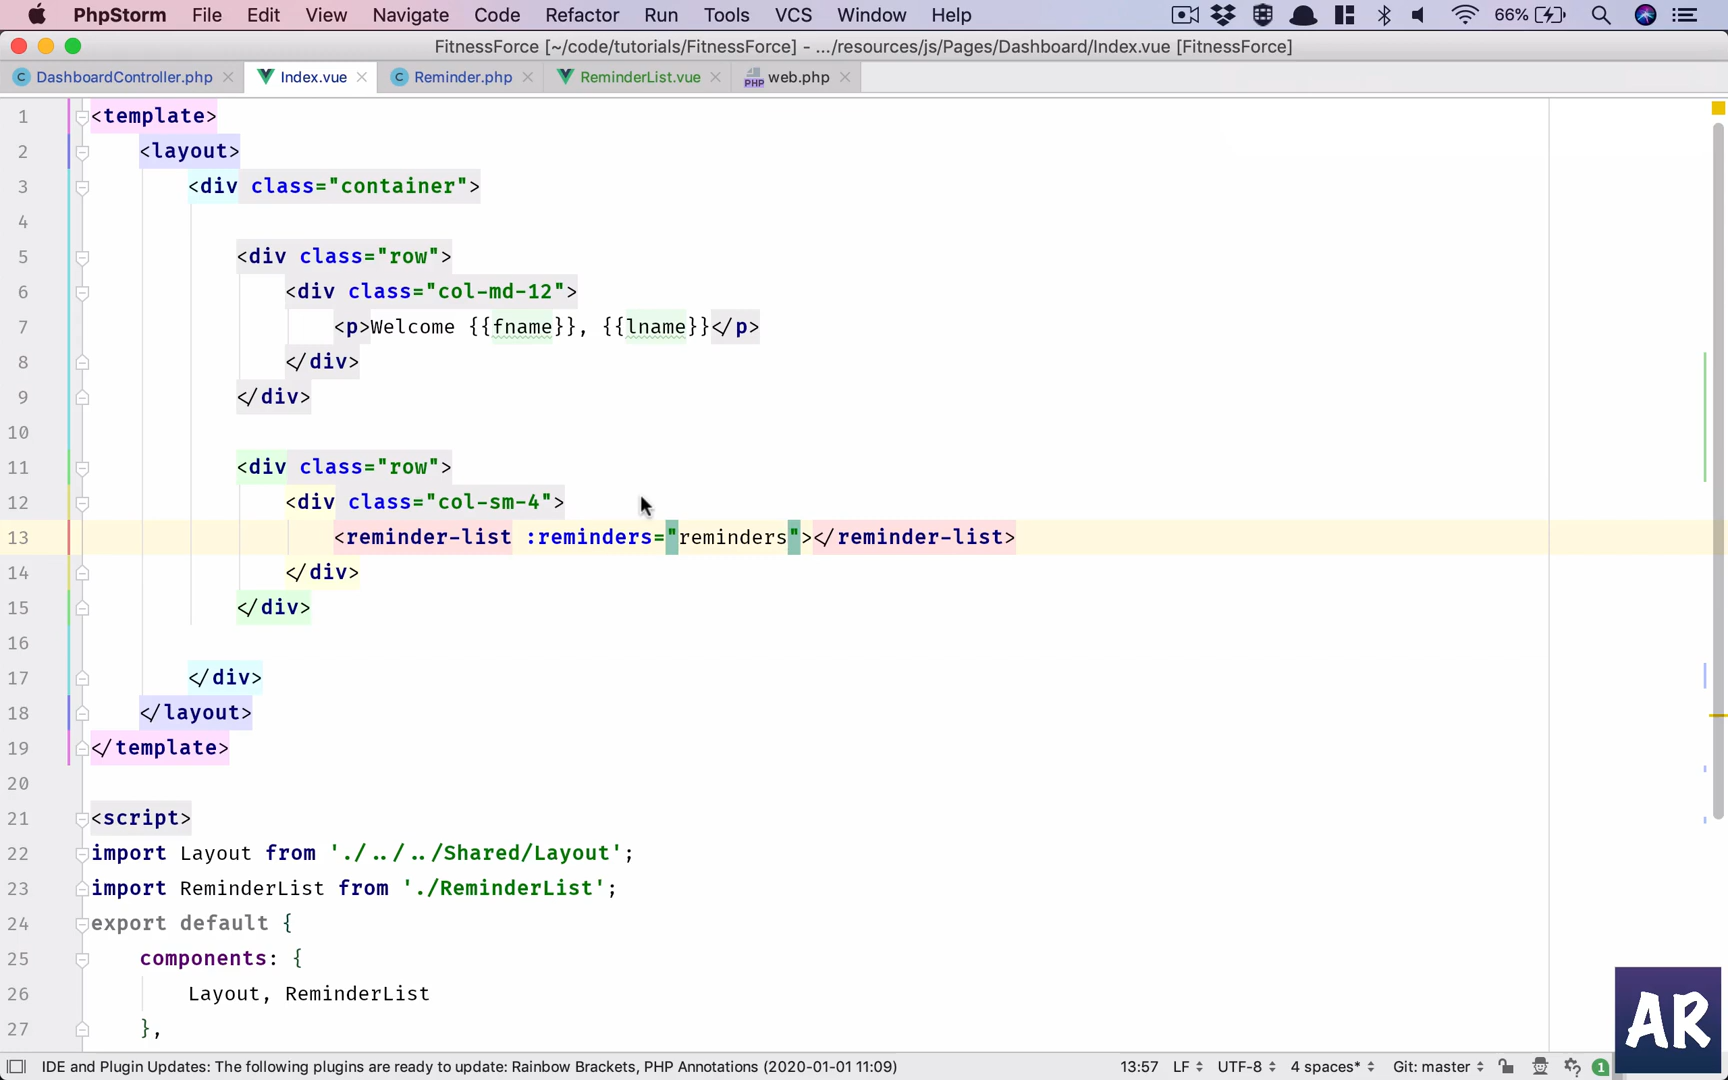 PhpStorm File Edit View Navigate Code Refactor Run Tools VCS Window Help 66%
FitnessForce [~/code/tutorials/FitnessForce] - .../resources/js/Pages/Dashboard/Index.vue [FitnessForce]
C DashboardController.php Index.vue C Reminder.php ReminderList.vue PHP web.php
1 <template>
2 <layout>
3 <div class="container">
4
5 <div class="row">
6 <div class="col-md-12">
7 <p>Welcome {{fname}}, {{lname}}</p>
8 </div>
9 </div>
10
11 <div class="row">
12 <div class="col-sm-4">
13 <reminder-list :reminders="reminders"></reminder-list>
14 </div>
15 </div>
16
17 </div>
18 </layout>
19 </template>
20
21 <script>
22 import Layout from './../../Shared/Layout';
23 import ReminderList from './ReminderList';
24 export default {
25 components: {
26 Layout, ReminderList
27 },
AR
IDE and Plugin Updates: The following plugins are ready to update: Rainbow Brackets, PHP Annotations (2020-01-01 11:09) 13:57 LF UTF-8 4 spaces* Git: master 1